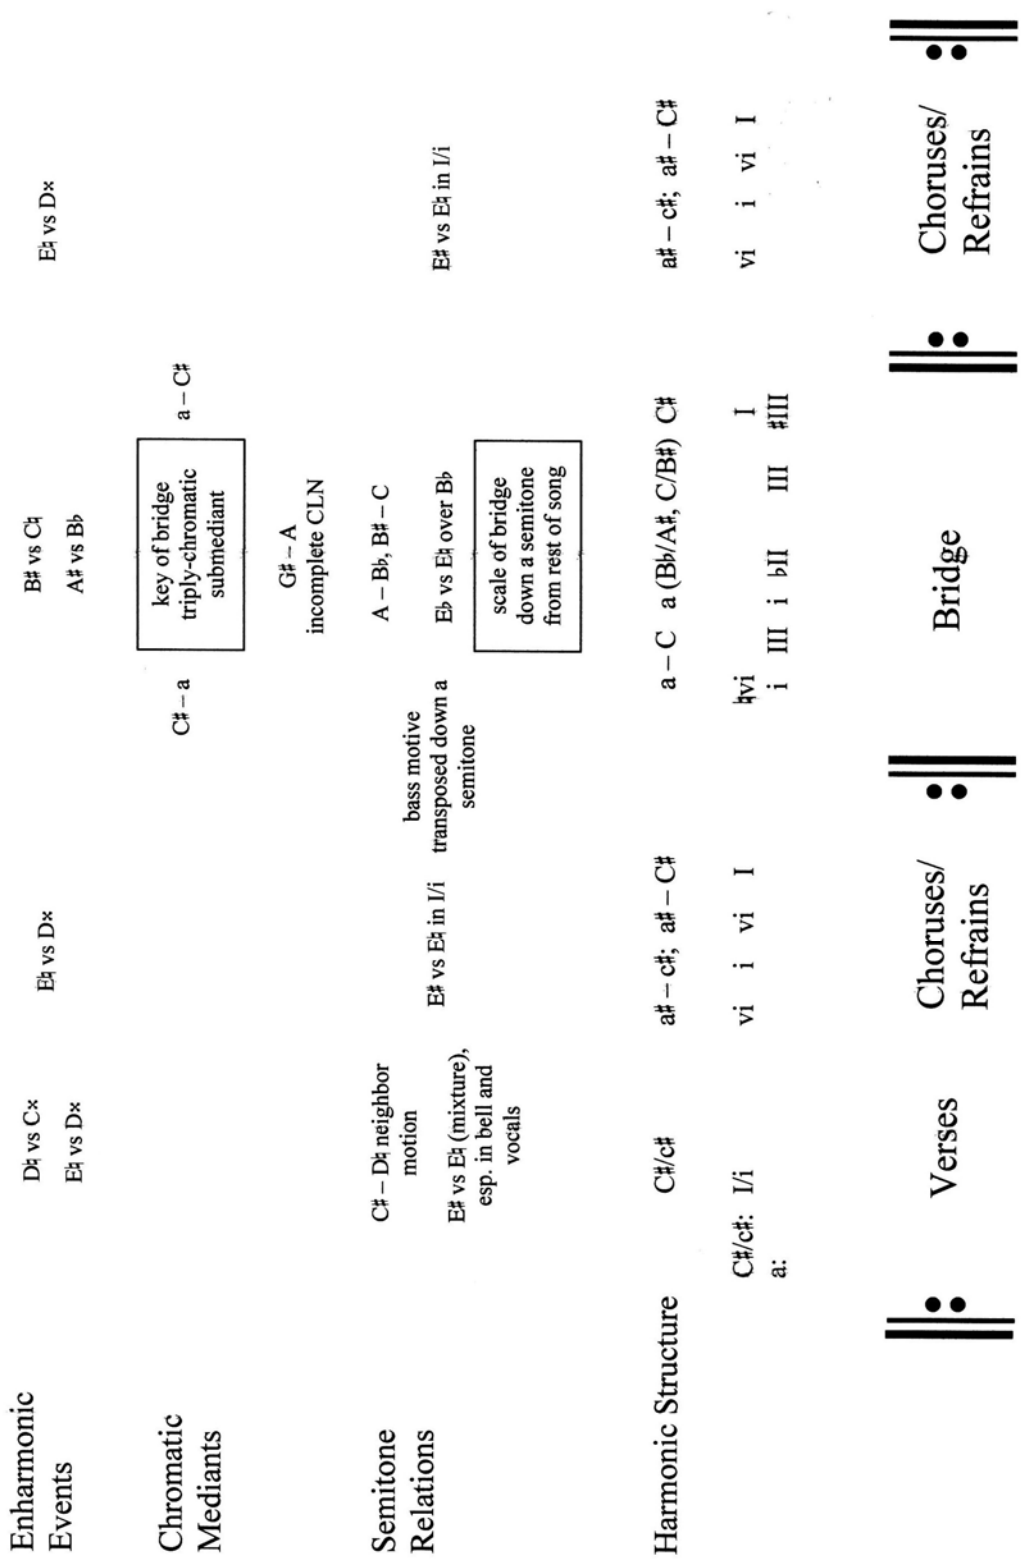 Enharmonic
Events
D♮ vs C𝄪
E♮ vs D𝄪
E♮ vs D𝄪
B♯ vs C♮
A♯ vs B♭
E♮ vs D𝄪
Chromatic
Mediants
C♯ – a
key of bridge
triply-chromatic
submediant
a – C♯
G♯ – A
incomplete CLN
Semitone
Relations
C♯ – D♮ neighbor
motion
E♯ vs E♮ (mixture),
esp. in bell and
vocals
E♯ vs E♮ in I/i
bass motive
transposed down a
semitone
A – B♭, B♯ – C
E♭ vs E♮ over B♭
scale of bridge
down a semitone
from rest of song
E♯ vs E♮ in I/i
Harmonic Structure
C♯/c♯
a♯ – c♯; a♯ – C♯
a – C a (B♭/A♯, C/B♯) C♯
a♯ – c♯; a♯ – C♯
C♯/c♯: I/i
vi i vi I
♮vi I
vi i vi I
a:
i III i ♭II III ♯III
Verses
Choruses/
Refrains
Bridge
Choruses/
Refrains